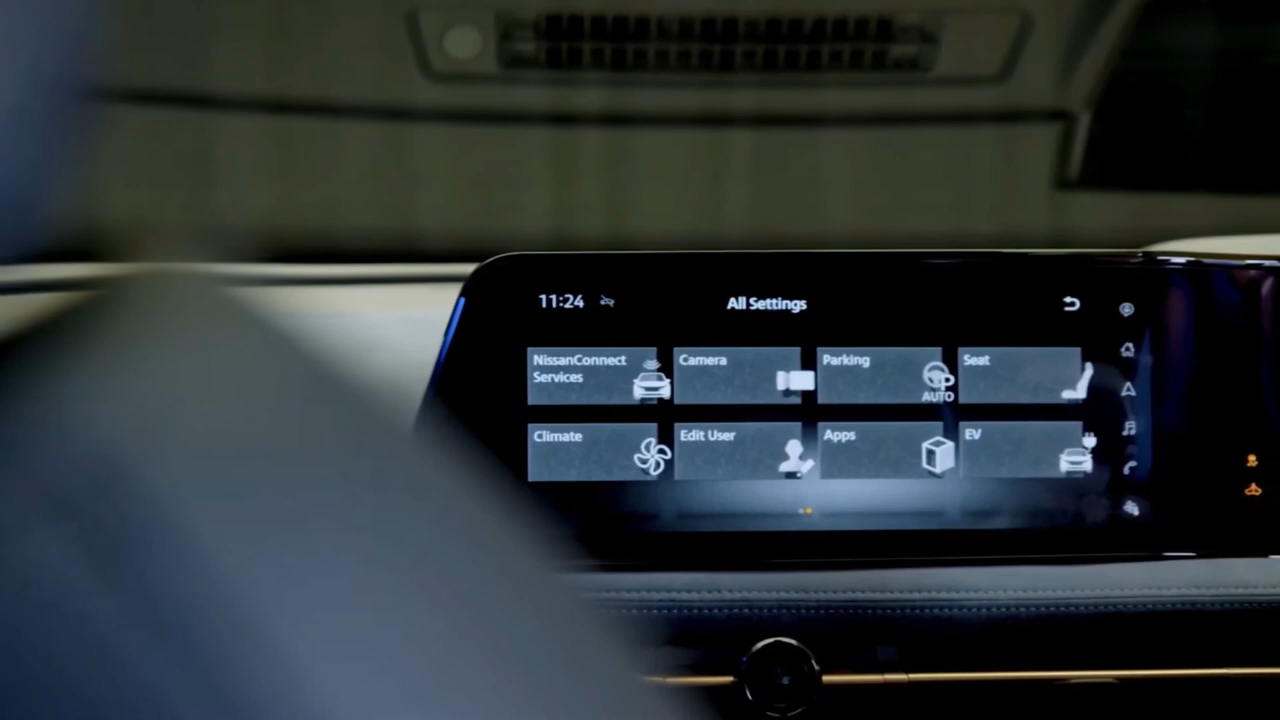 11:24
All Settings
NissanConnect
Services
Camera
Parking
AUTO
Seat
Climate
Edit User
Apps
EV